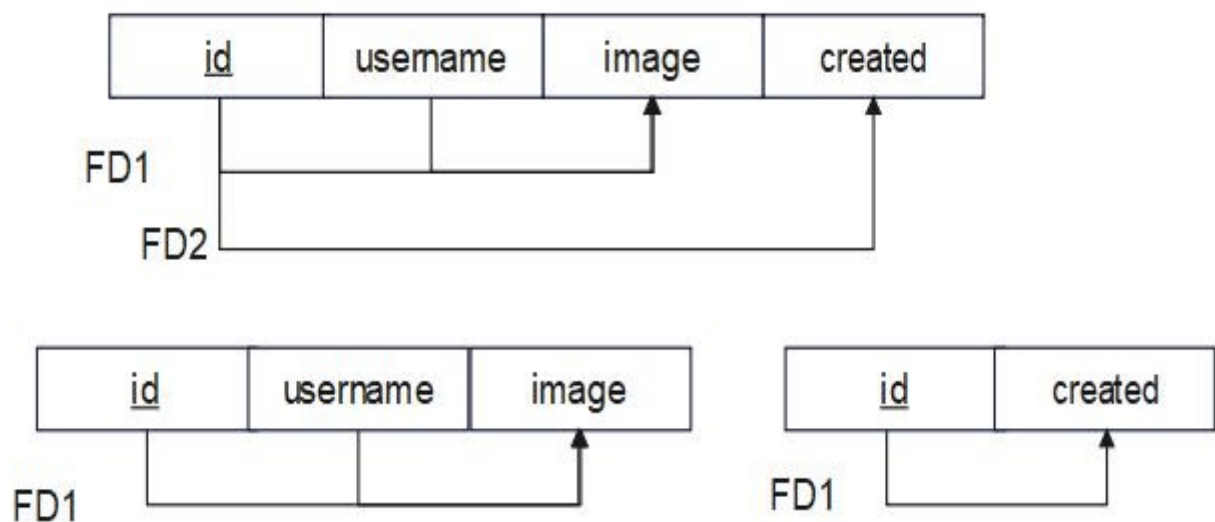 id username image created
FD1
FD2
id username image id created
FD1 FD1